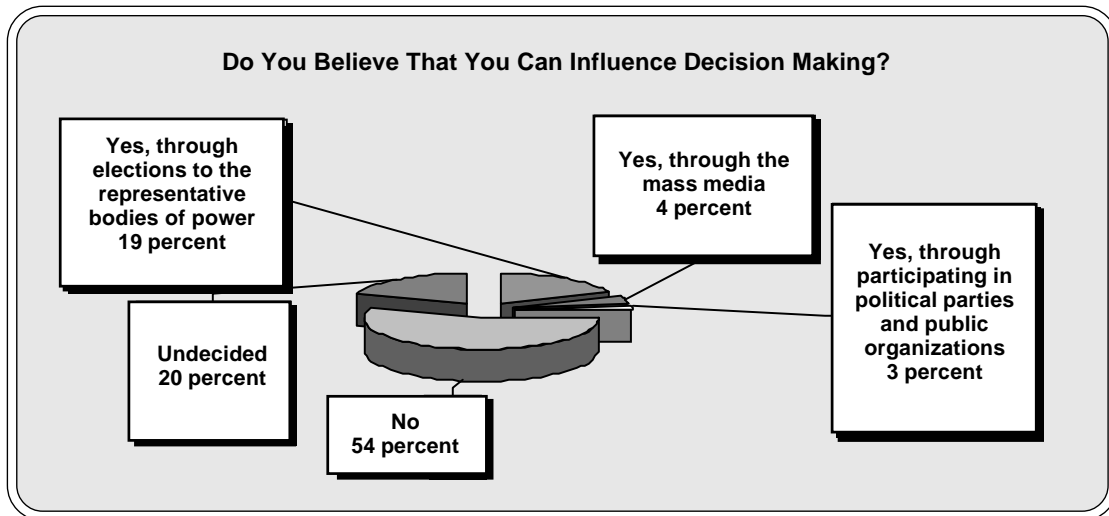 Do You Believe That You Can Influence Decision Making?
Yes, through
elections to the
representative
bodies of power
19 percent
Yes, through the
mass media
4 percent
Yes, through
participating in
political parties
and public
organizations
3 percent
Undecided
20 percent
No
54 percent